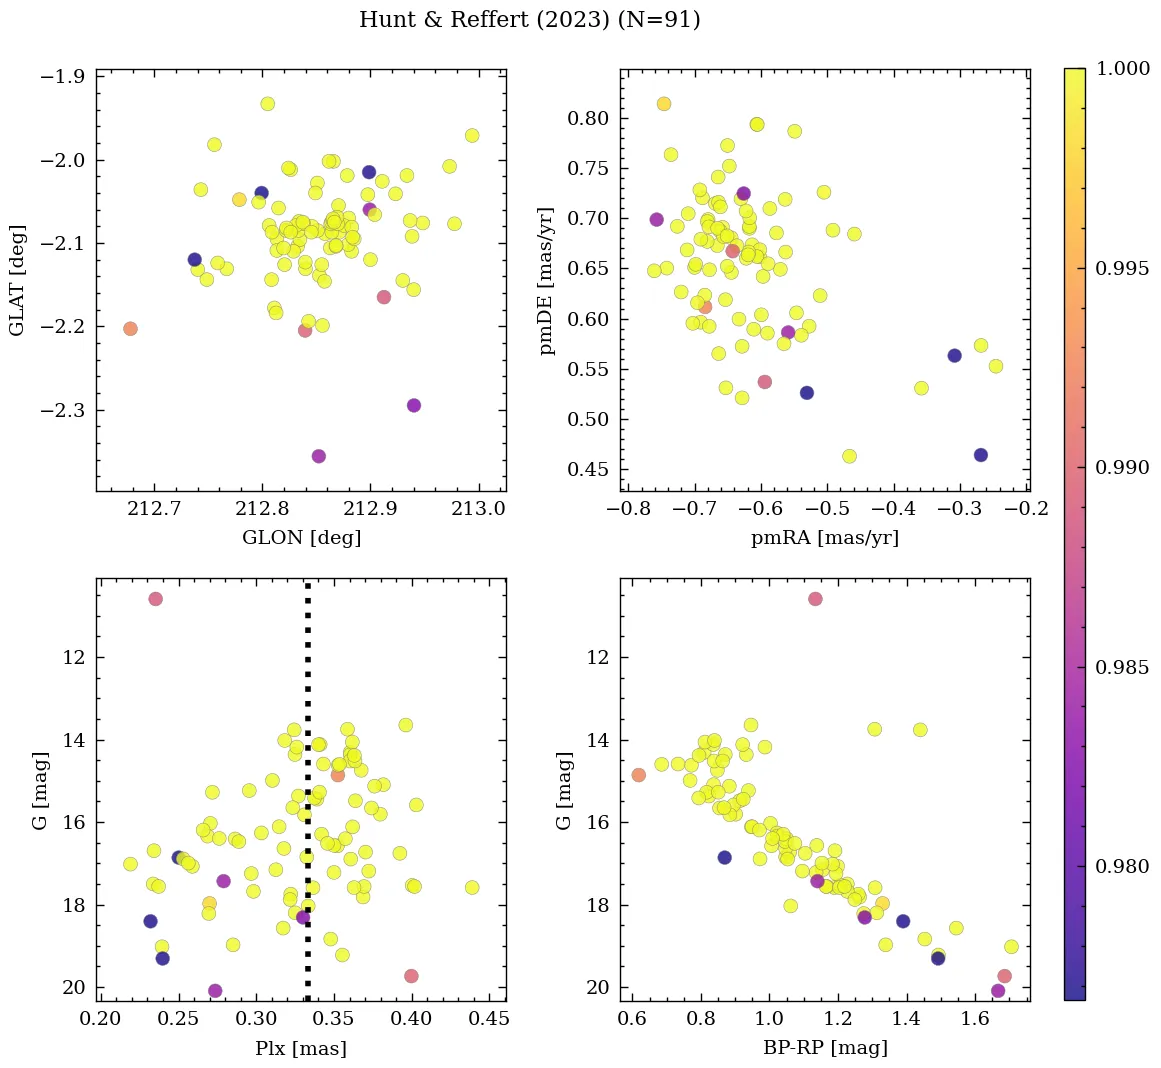 Hunt & Reffert (2023) (N=91)
−1.9
−2.0
−2.1
−2.2
−2.3
GLAT [deg]
212.7 212.8 212.9 213.0
GLON [deg]
0.80
0.75
0.70
0.65
0.60
0.55
0.50
0.45
pmDE [mas/yr]
−0.8 −0.7 −0.6 −0.5 −0.4 −0.3 −0.2
pmRA [mas/yr]
12
14
16
18
20
G [mag]
0.20 0.25 0.30 0.35 0.40 0.45
Plx [mas]
12
14
16
18
20
G [mag]
0.6 0.8 1.0 1.2 1.4 1.6
BP-RP [mag]
1.000
0.995
0.990
0.985
0.980